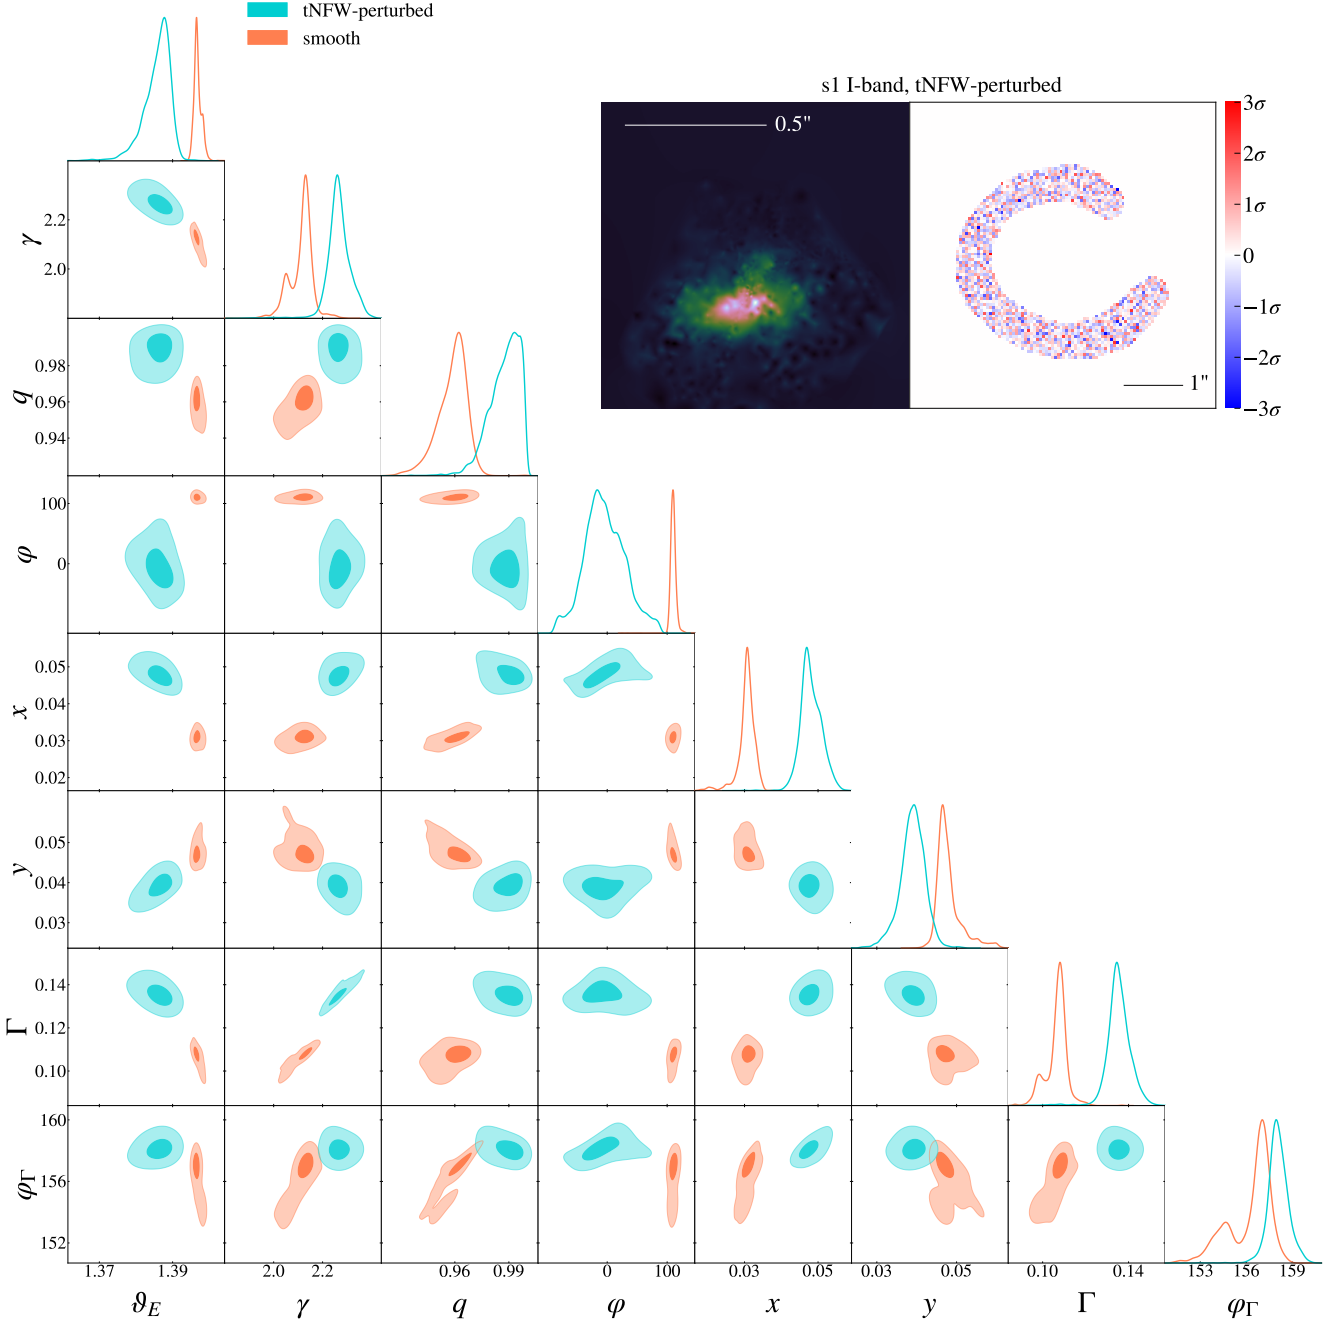 tNFW-perturbed
smooth
s1 I-band, tNFW-perturbed
0.5"
1"
3σ
2σ
1σ
0
−1σ
−2σ
−3σ
γ
2.2
2.0
q
0.98
0.96
0.94
φ
100
0
x
0.05
0.04
0.03
0.02
y
0.05
0.04
0.03
Γ
0.14
0.12
0.10
φΓ
160
156
152
1.37 1.39 2.0 2.2 0.96 0.99 0 100 0.03 0.05 0.03 0.05 0.10 0.14 153 156 159
ϑE γ q φ x y Γ φΓ